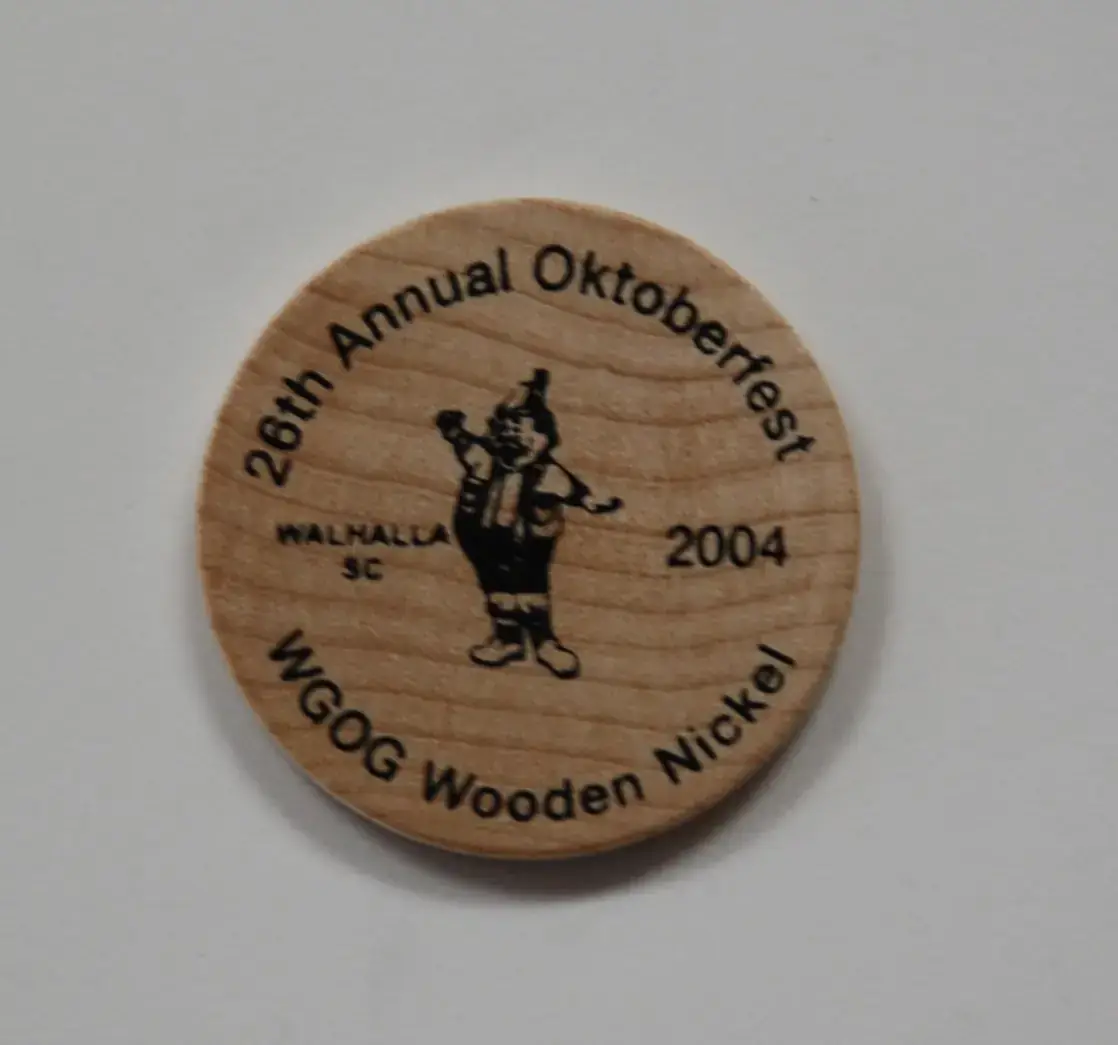 26th Annual Oktoberfest
WALHALLA
SC
2004
WGOG Wooden Nickel